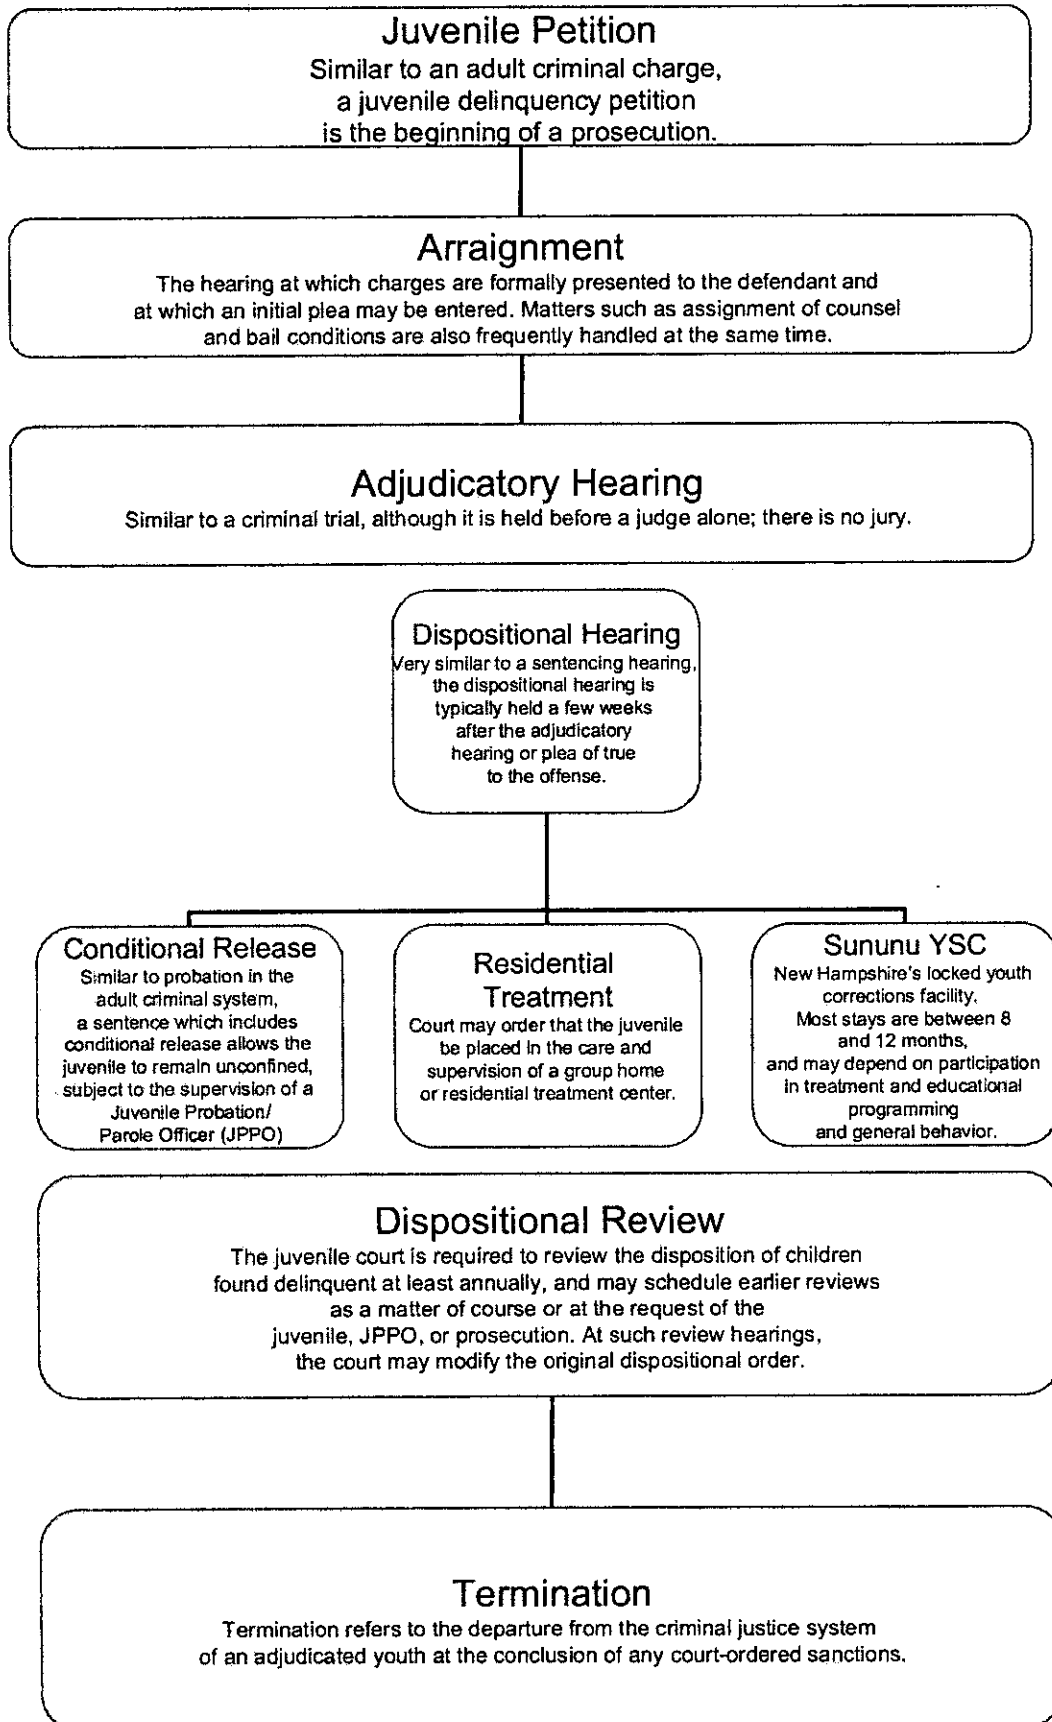 Juvenile Petition
Similar to an adult criminal charge,
a juvenile delinquency petition
is the beginning of a prosecution.
Arraignment
The hearing at which charges are formally presented to the defendant and
at which an initial plea may be entered. Matters such as assignment of counsel
and bail conditions are also frequently handled at the same time.
Adjudicatory Hearing
Similar to a criminal trial, although it is held before a judge alone; there is no jury.
Dispositional Hearing
Very similar to a sentencing hearing,
the dispositional hearing is
typically held a few weeks
after the adjudicatory
hearing or plea of true
to the offense.
Conditional Release
Similar to probation in the
adult criminal system,
a sentence which includes
conditional release allows the
juvenile to remain unconfined,
subject to the supervision of a
Juvenile Probation/
Parole Officer (JPPO)
Residential
Treatment
Court may order that the juvenile
be placed in the care and
supervision of a group home
or residential treatment center.
Sununu YSC
New Hampshire's locked youth
corrections facility.
Most stays are between 8
and 12 months,
and may depend on participation
in treatment and educational
programming
and general behavior.
Dispositional Review
The juvenile court is required to review the disposition of children
found delinquent at least annually, and may schedule earlier reviews
as a matter of course or at the request of the
juvenile, JPPO, or prosecution. At such review hearings,
the court may modify the original dispositional order.
Termination
Termination refers to the departure from the criminal justice system
of an adjudicated youth at the conclusion of any court-ordered sanctions.